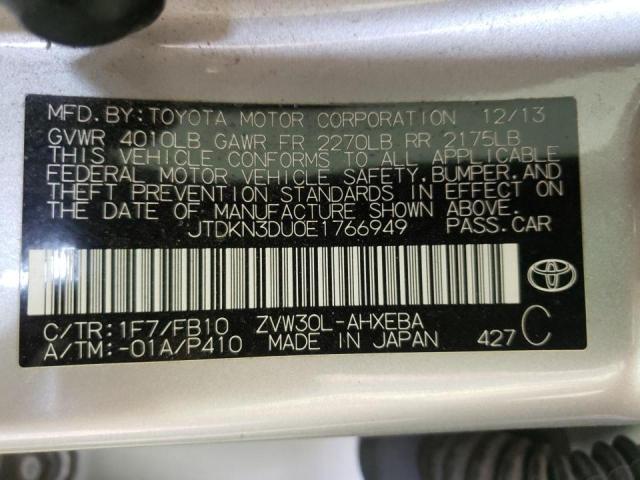 MFD. BY: TOYOTA MOTOR CORPORATION 12/13
GVWR 4010LB GAWR FR 2270LB RR 2175LB
THIS VEHICLE CONFORMS TO ALL APPLICABLE
FEDERAL MOTOR VEHICLE SAFETY, BUMPER, AND
THEFT PREVENTION STANDARDS IN EFFECT ON
THE DATE OF MANUFACTURE SHOWN ABOVE.
JTDKN3DU0E1766949 PASS. CAR
C/TR: 1F7/FB10 ZVW30L-AHXEBA
A/TM: -01A/P410 MADE IN JAPAN 427 C